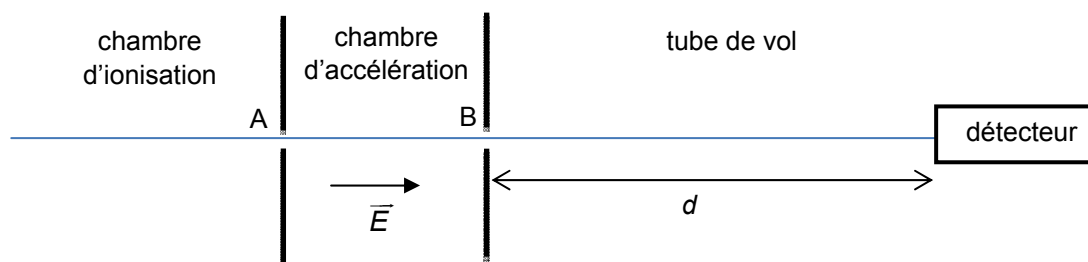 chambre
d'ionisation
chambre
d'accélération
tube de vol
A
B
détecteur
E
d